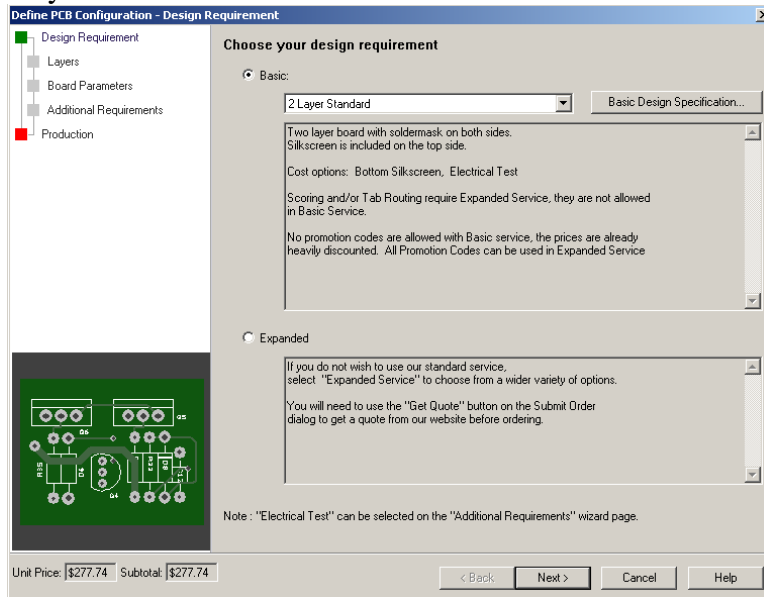 Define PCB Configuration - Design Requirement
Design Requirement
Layers
Board Parameters
Additional Requirements
Production
Choose your design requirement
Basic:
2 Layer Standard
Basic Design Specification...
Two layer board with soldermask on both sides.
Silkscreen is included on the top side.
Cost options:  Bottom Silkscreen,  Electrical Test
Scoring and/or Tab Routing require Expanded Service, they are not allowed
in Basic Service.
No promotion codes are allowed with Basic service, the prices are already
heavily discounted.  All Promotion Codes can be used in Expanded Service
Expanded
If you do not wish to use our standard service,
select  "Expanded Service" to choose from a wider variety of options.
You will need to use the "Get Quote" button on the Submit Order
dialog to get a quote from our website before ordering.
Q6
Q5
R35
D6
Q4
R33
D8
Note : "Electrical Test" can be selected on the "Additional Requirements" wizard page.
Unit Price: $277.74 Subtotal: $277.74
< Back
Next >
Cancel
Help